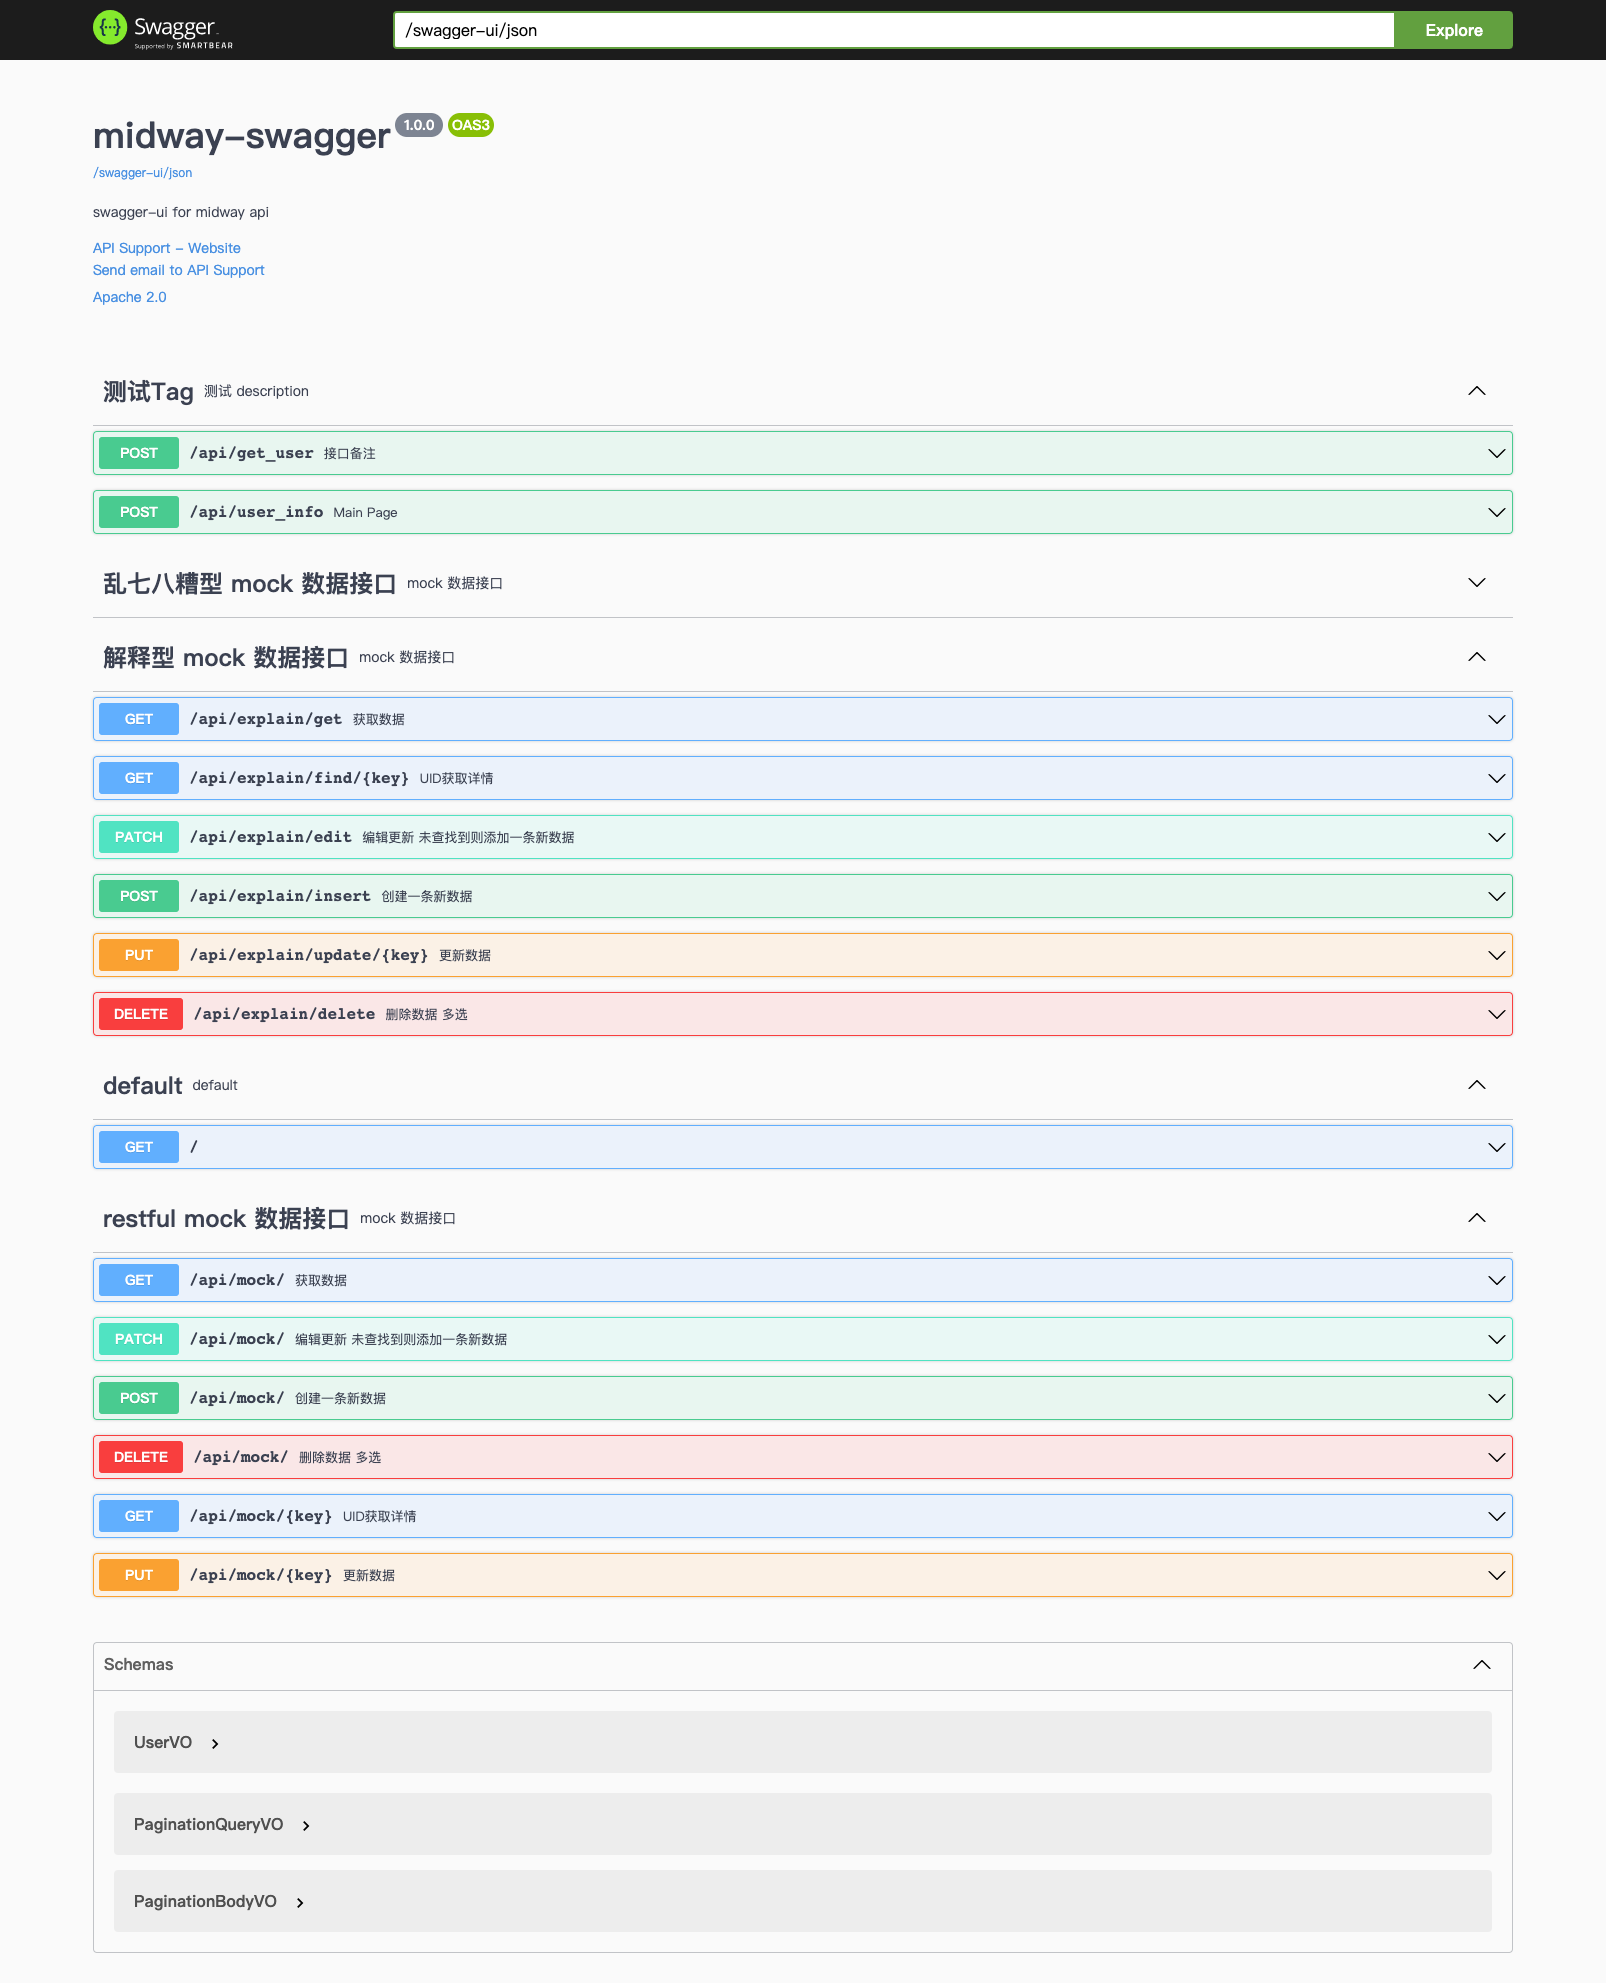 Swagger
Supported by SMARTBEAR
/swagger-ui/json
Explore
midway-swagger 1.0.0 OAS3
/swagger-ui/json
swagger-ui for midway api
API Support - Website
Send email to API Support
Apache 2.0
测试Tag 测试 description
POST /api/get_user 接口备注
POST /api/user_info Main Page
乱七八糟型 mock 数据接口 mock 数据接口
解释型 mock 数据接口 mock 数据接口
GET /api/explain/get 获取数据
GET /api/explain/find/{key} UID获取详情
PATCH /api/explain/edit 编辑更新 未查找到则添加一条新数据
POST /api/explain/insert 创建一条新数据
PUT /api/explain/update/{key} 更新数据
DELETE /api/explain/delete 删除数据 多选
default default
GET /
restful mock 数据接口 mock 数据接口
GET /api/mock/ 获取数据
PATCH /api/mock/ 编辑更新 未查找到则添加一条新数据
POST /api/mock/ 创建一条新数据
DELETE /api/mock/ 删除数据 多选
GET /api/mock/{key} UID获取详情
PUT /api/mock/{key} 更新数据
Schemas
UserVO
PaginationQueryVO
PaginationBodyVO